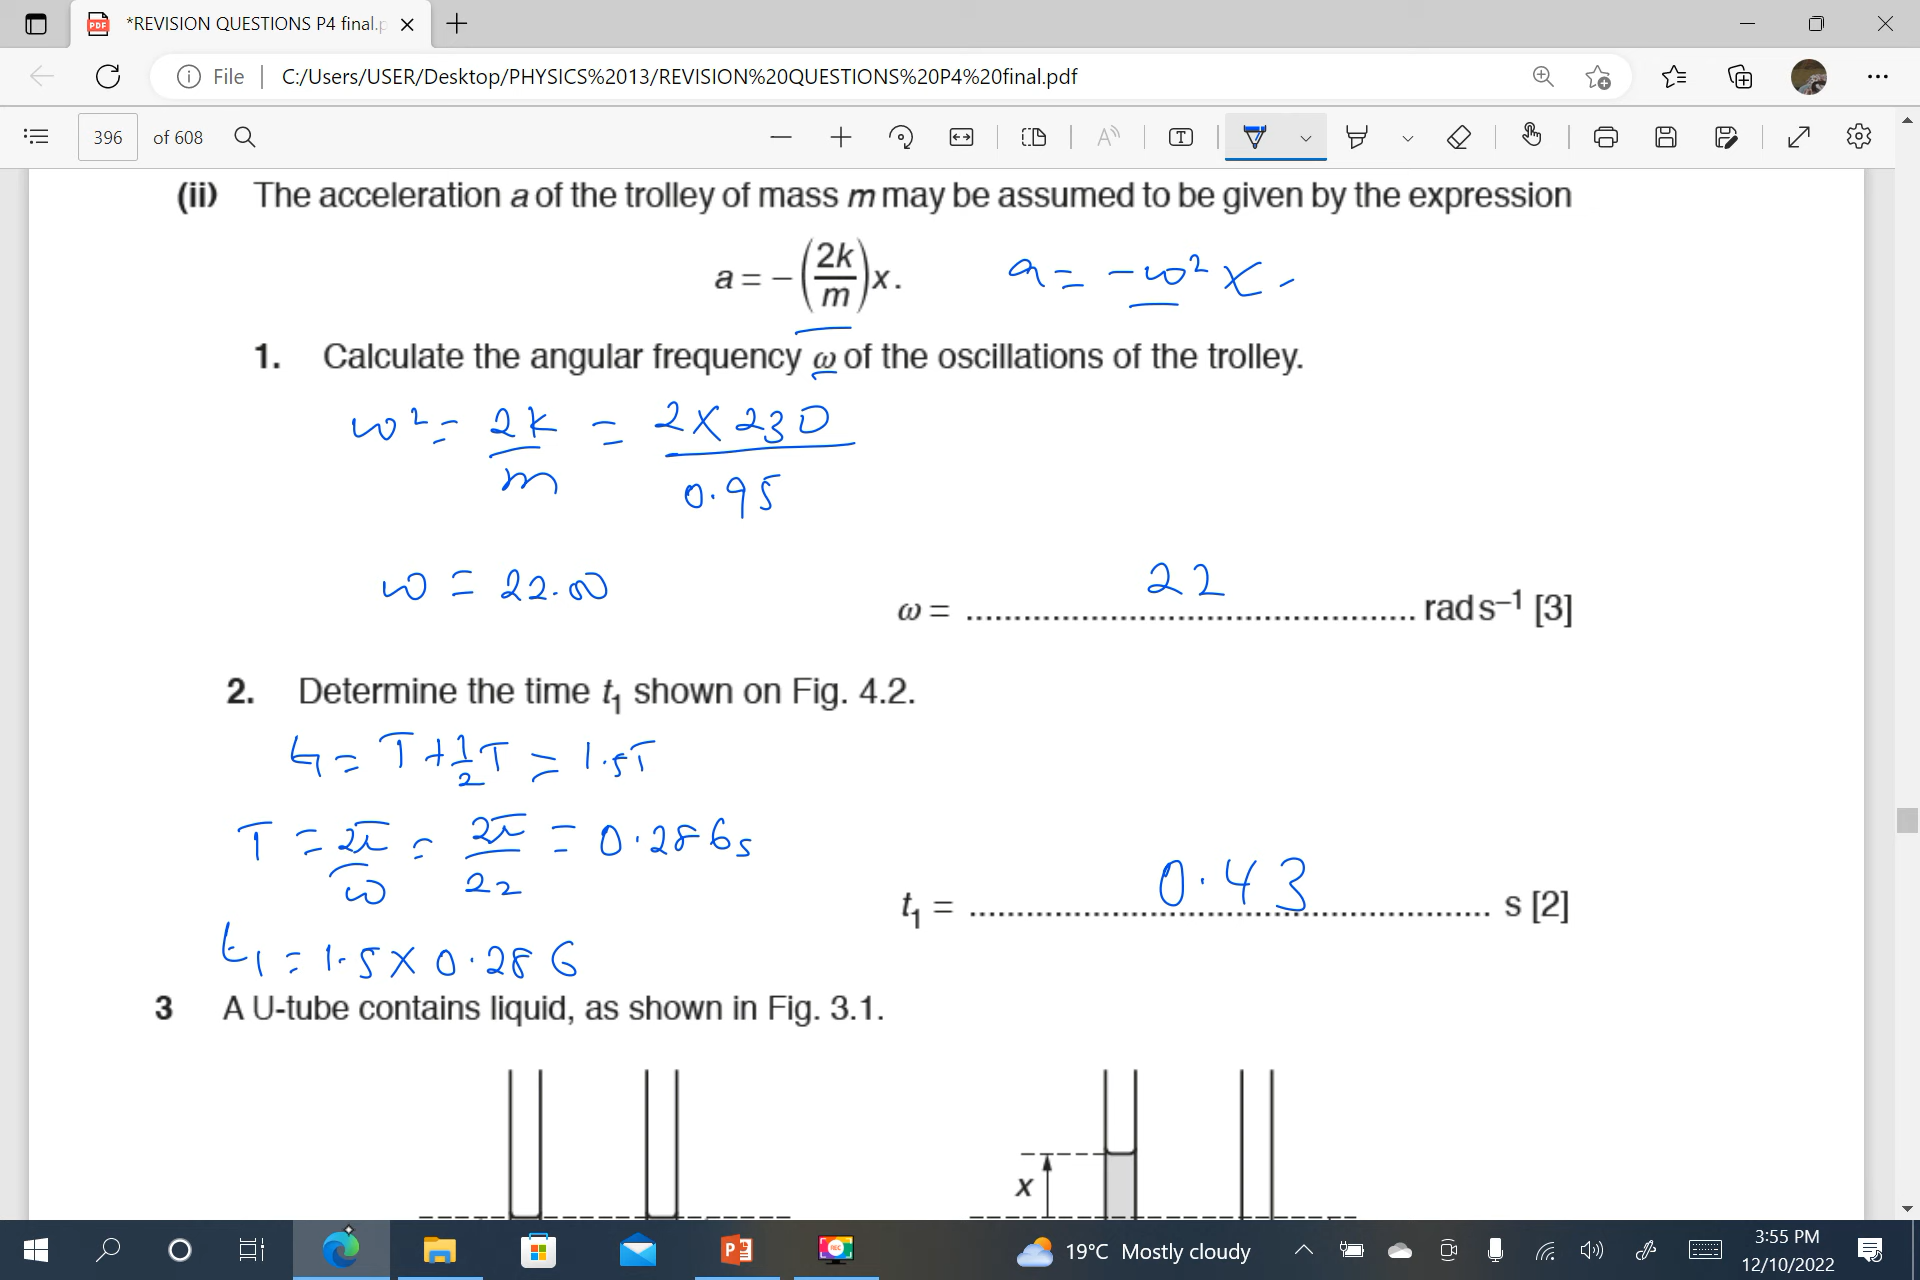 *REVISION QUESTIONS P4 final.p
File
C:/Users/USER/Desktop/PHYSICS%2013/REVISION%20QUESTIONS%20P4%20final.pdf
396 of 608
(ii) The acceleration a of the trolley of mass m may be assumed to be given by the expression
a = −(2k/m)x.
a = −ω² x
1. Calculate the angular frequency ω of the oscillations of the trolley.
ω² = 2k/m = 2 × 230/0.95
ω = 22.00
22
ω = ........................................ rad s⁻¹ [3]
2. Determine the time t₁ shown on Fig. 4.2.
t₁ = T + ½T = 1.5T
T = 2π/ω = 2π/22 = 0.286s
0.43
t₁ = ........................................ s [2]
t₁ = 1.5 × 0.286
3 A U-tube contains liquid, as shown in Fig. 3.1.
x
19°C Mostly cloudy
3:55 PM
12/10/2022